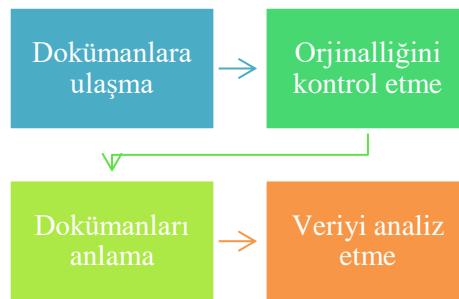 Dokümanlara
ulaşma
Orjinalliğini
kontrol etme
Dokümanları
anlama
Veriyi analiz
etme